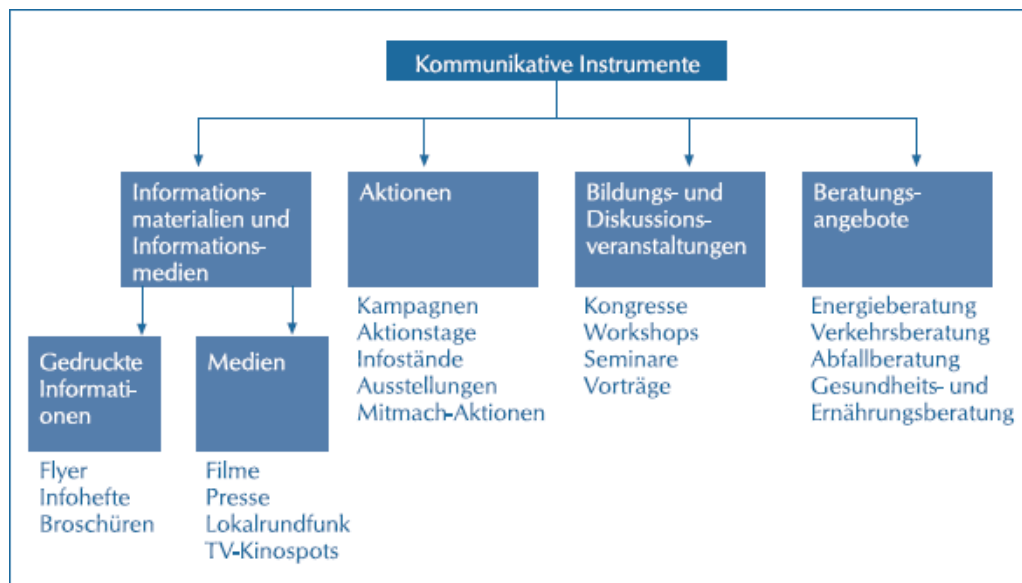 Kommunikative Instrumente
Informations-
materialien und
Informations-
medien
Aktionen
Bildungs- und
Diskussions-
veranstaltungen
Beratungs-
angebote
Kampagnen
Aktionstage
Infostände
Ausstellungen
Mitmach-Aktionen
Kongresse
Workshops
Seminare
Vorträge
Energieberatung
Verkehrsberatung
Abfallberatung
Gesundheits- und
Ernährungsberatung
Gedruckte
Informati-
onen
Medien
Flyer
Infohefte
Broschüren
Filme
Presse
Lokalrundfunk
TV-Kinospots